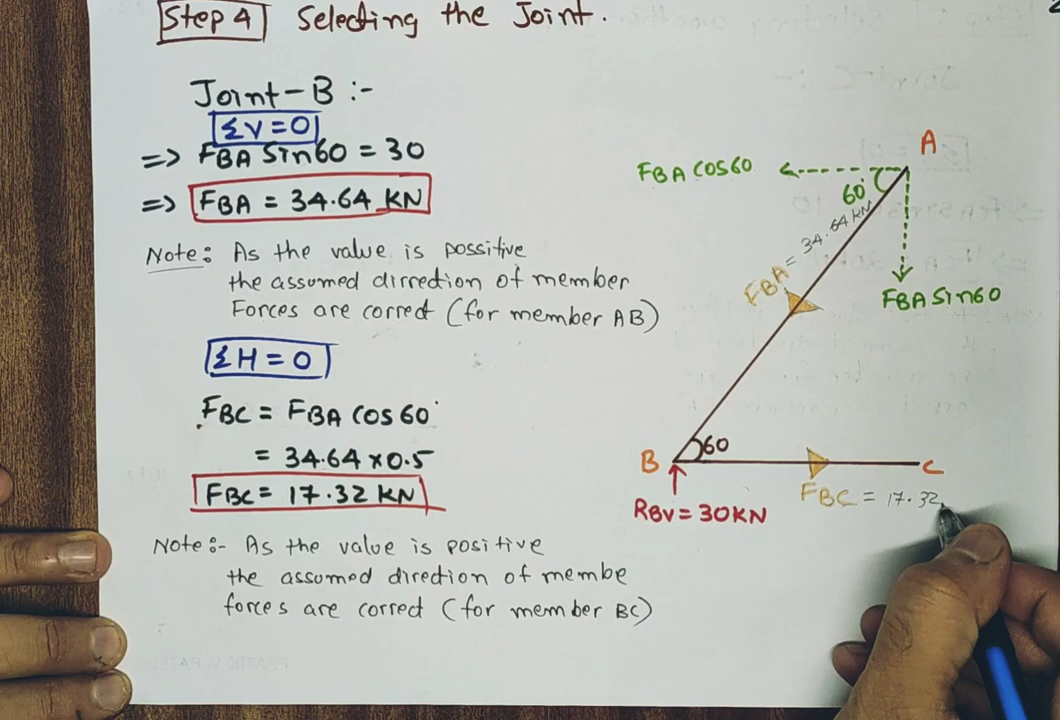 Step 4 Selecting the Joint.
Joint-B :-
ΣV=0
=> FBA Sin60 = 30
=> FBA = 34.64 KN
Note: As the value is possitive
the assumed dirrection of member
Forces are correct (for member AB)
ΣH=0
FBC = FBA COS 60°
= 34.64 x 0.5
FBC = 17.32 KN
Note:- As the value is positive
the assumed direction of membe
forces are correct (for member BC)
A
FBA COS60
60°
FBA = 34.64 KN
FBA Sin60
B
60
C
RBV = 30KN
FBC = 17.32